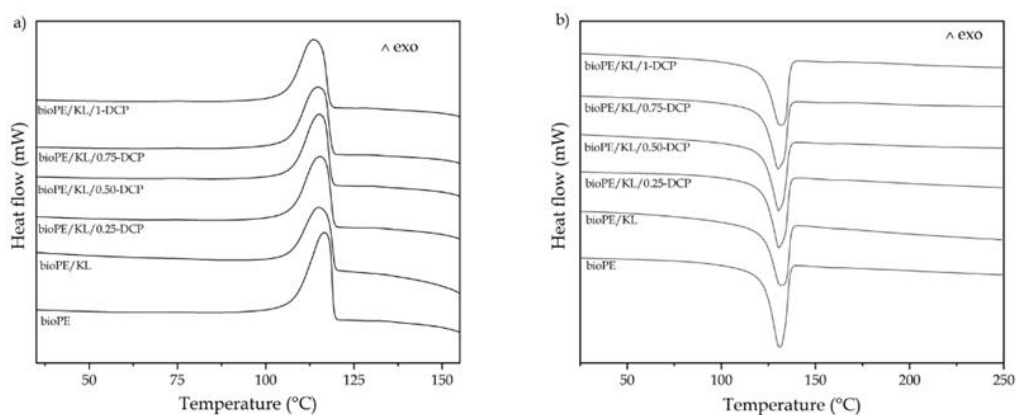 a)
^ exo
bioPE/KL/1-DCP
bioPE/KL/0.75-DCP
bioPE/KL/0.50-DCP
bioPE/KL/0.25-DCP
bioPE/KL
bioPE
Heat flow (mW)
50 75 100 125 150
Temperature (°C)
b)
^ exo
bioPE/KL/1-DCP
bioPE/KL/0.75-DCP
bioPE/KL/0.50-DCP
bioPE/KL/0.25-DCP
bioPE/KL
bioPE
Heat flow (mW)
50 100 150 200 250
Temperature (°C)